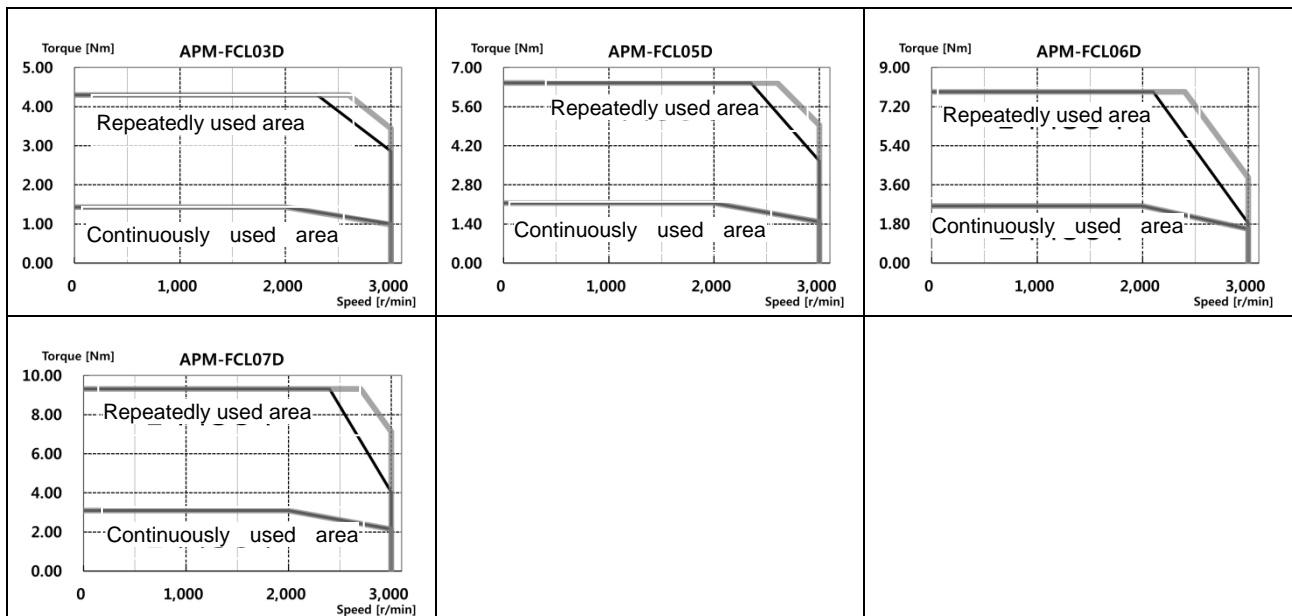 Torque [Nm] APM-FCL03D
5.00
4.00
3.00
2.00
1.00
0.00
Repeatedly used area
Continuously used area
0 1,000 2,000 3,000
Speed [r/min]
Torque [Nm] APM-FCL05D
7.00
5.60
4.20
2.80
1.40
0.00
Repeatedly used area
Continuously used area
0 1,000 2,000 3,000
Speed [r/min]
Torque [Nm] APM-FCL06D
9.00
7.20
5.40
3.60
1.80
0.00
Repeatedly used area
Continuously used area
0 1,000 2,000 3,000
Speed [r/min]
Torque [Nm] APM-FCL07D
10.00
8.00
6.00
4.00
2.00
0.00
Repeatedly used area
Continuously used area
0 1,000 2,000 3,000
Speed [r/min]